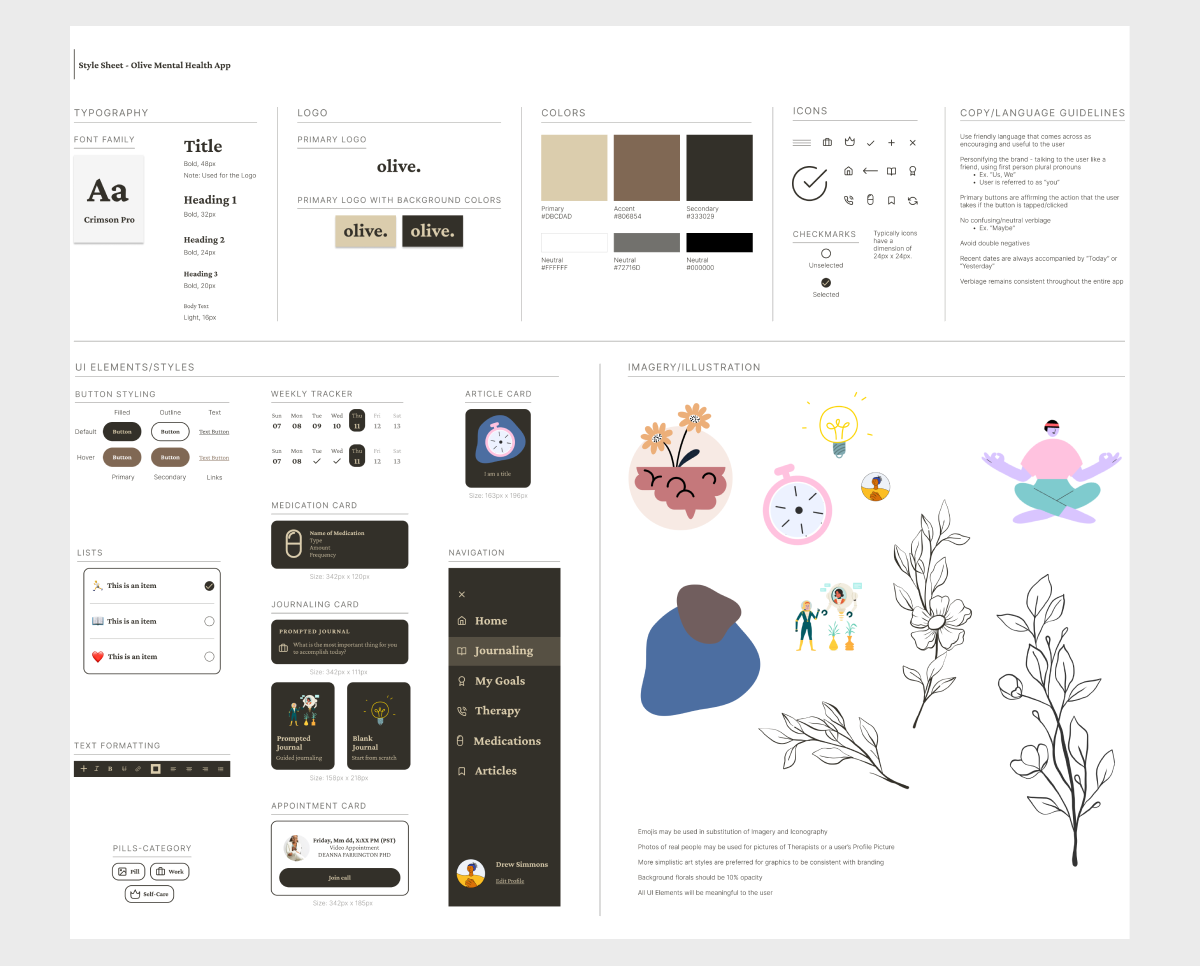 Style Sheet - Olive Mental Health App
TYPOGRAPHY
FONT FAMILY
Aa
Crimson Pro
Title
Bold, 48px
Note: Used for the Logo
Heading 1
Bold, 32px
Heading 2
Bold, 24px
Heading 3
Bold, 20px
Body Text
Light, 16px
LOGO
PRIMARY LOGO
olive.
PRIMARY LOGO WITH BACKGROUND COLORS
olive.
olive.
COLORS
Primary
#DBCDAD
Accent
#806854
Secondary
#333029
Neutral
#FFFFFF
Neutral
#72716D
Neutral
#000000
ICONS
CHECKMARKS
Unselected
Selected
Typically icons
have a
dimension of
24px x 24px.
COPY/LANGUAGE GUIDELINES
Use friendly language that comes across as
encouraging and useful to the user
Personifying the brand - talking to the user like a
friend, using first person plural pronouns
• Ex. "Us, We"
• User is referred to as "you"
Primary buttons are affirming the action that the user
takes if the button is tapped/clicked
No confusing/neutral verbiage
• Ex. "Maybe"
Avoid double negatives
Recent dates are always accompanied by "Today" or
"Yesterday"
Verbiage remains consistent throughout the entire app
UI ELEMENTS/STYLES
BUTTON STYLING
Filled Outline Text
Default Button Button Text Button
Hover Button Button Text Button
Primary Secondary Links
LISTS
This is an item
This is an item
This is an item
TEXT FORMATTING
PILLS-CATEGORY
Pill
Work
Self-Care
WEEKLY TRACKER
Sun Mon Tue Wed Thu Fri Sat
07 08 09 10 11 12 13
Sun Mon Tue Wed Thu Fri Sat
07 08 11 12 13
MEDICATION CARD
Name of Medication
Type
Amount
Frequency
Size: 342px x 120px
JOURNALING CARD
PROMPTED JOURNAL
What is the most important thing for you
to accomplish today?
Size: 342px x 111px
Prompted
Journal
Guided journaling
Blank
Journal
Start from scratch
Size: 158px x 218px
APPOINTMENT CARD
Friday, Mm dd, X:XX PM (PST)
Video Appointment
DEANNA PARRINGTON PHD
Join call
Size: 342px x 185px
ARTICLE CARD
I am a title
Size: 163px x 196px
NAVIGATION
Home
Journaling
My Goals
Therapy
Medications
Articles
Drew Simmons
Edit Profile
IMAGERY/ILLUSTRATION
Emojis may be used in substitution of Imagery and Iconography
Photos of real people may be used for pictures of Therapists or a user's Profile Picture
More simplistic art styles are preferred for graphics to be consistent with branding
Background florals should be 10% opacity
All UI Elements will be meaningful to the user